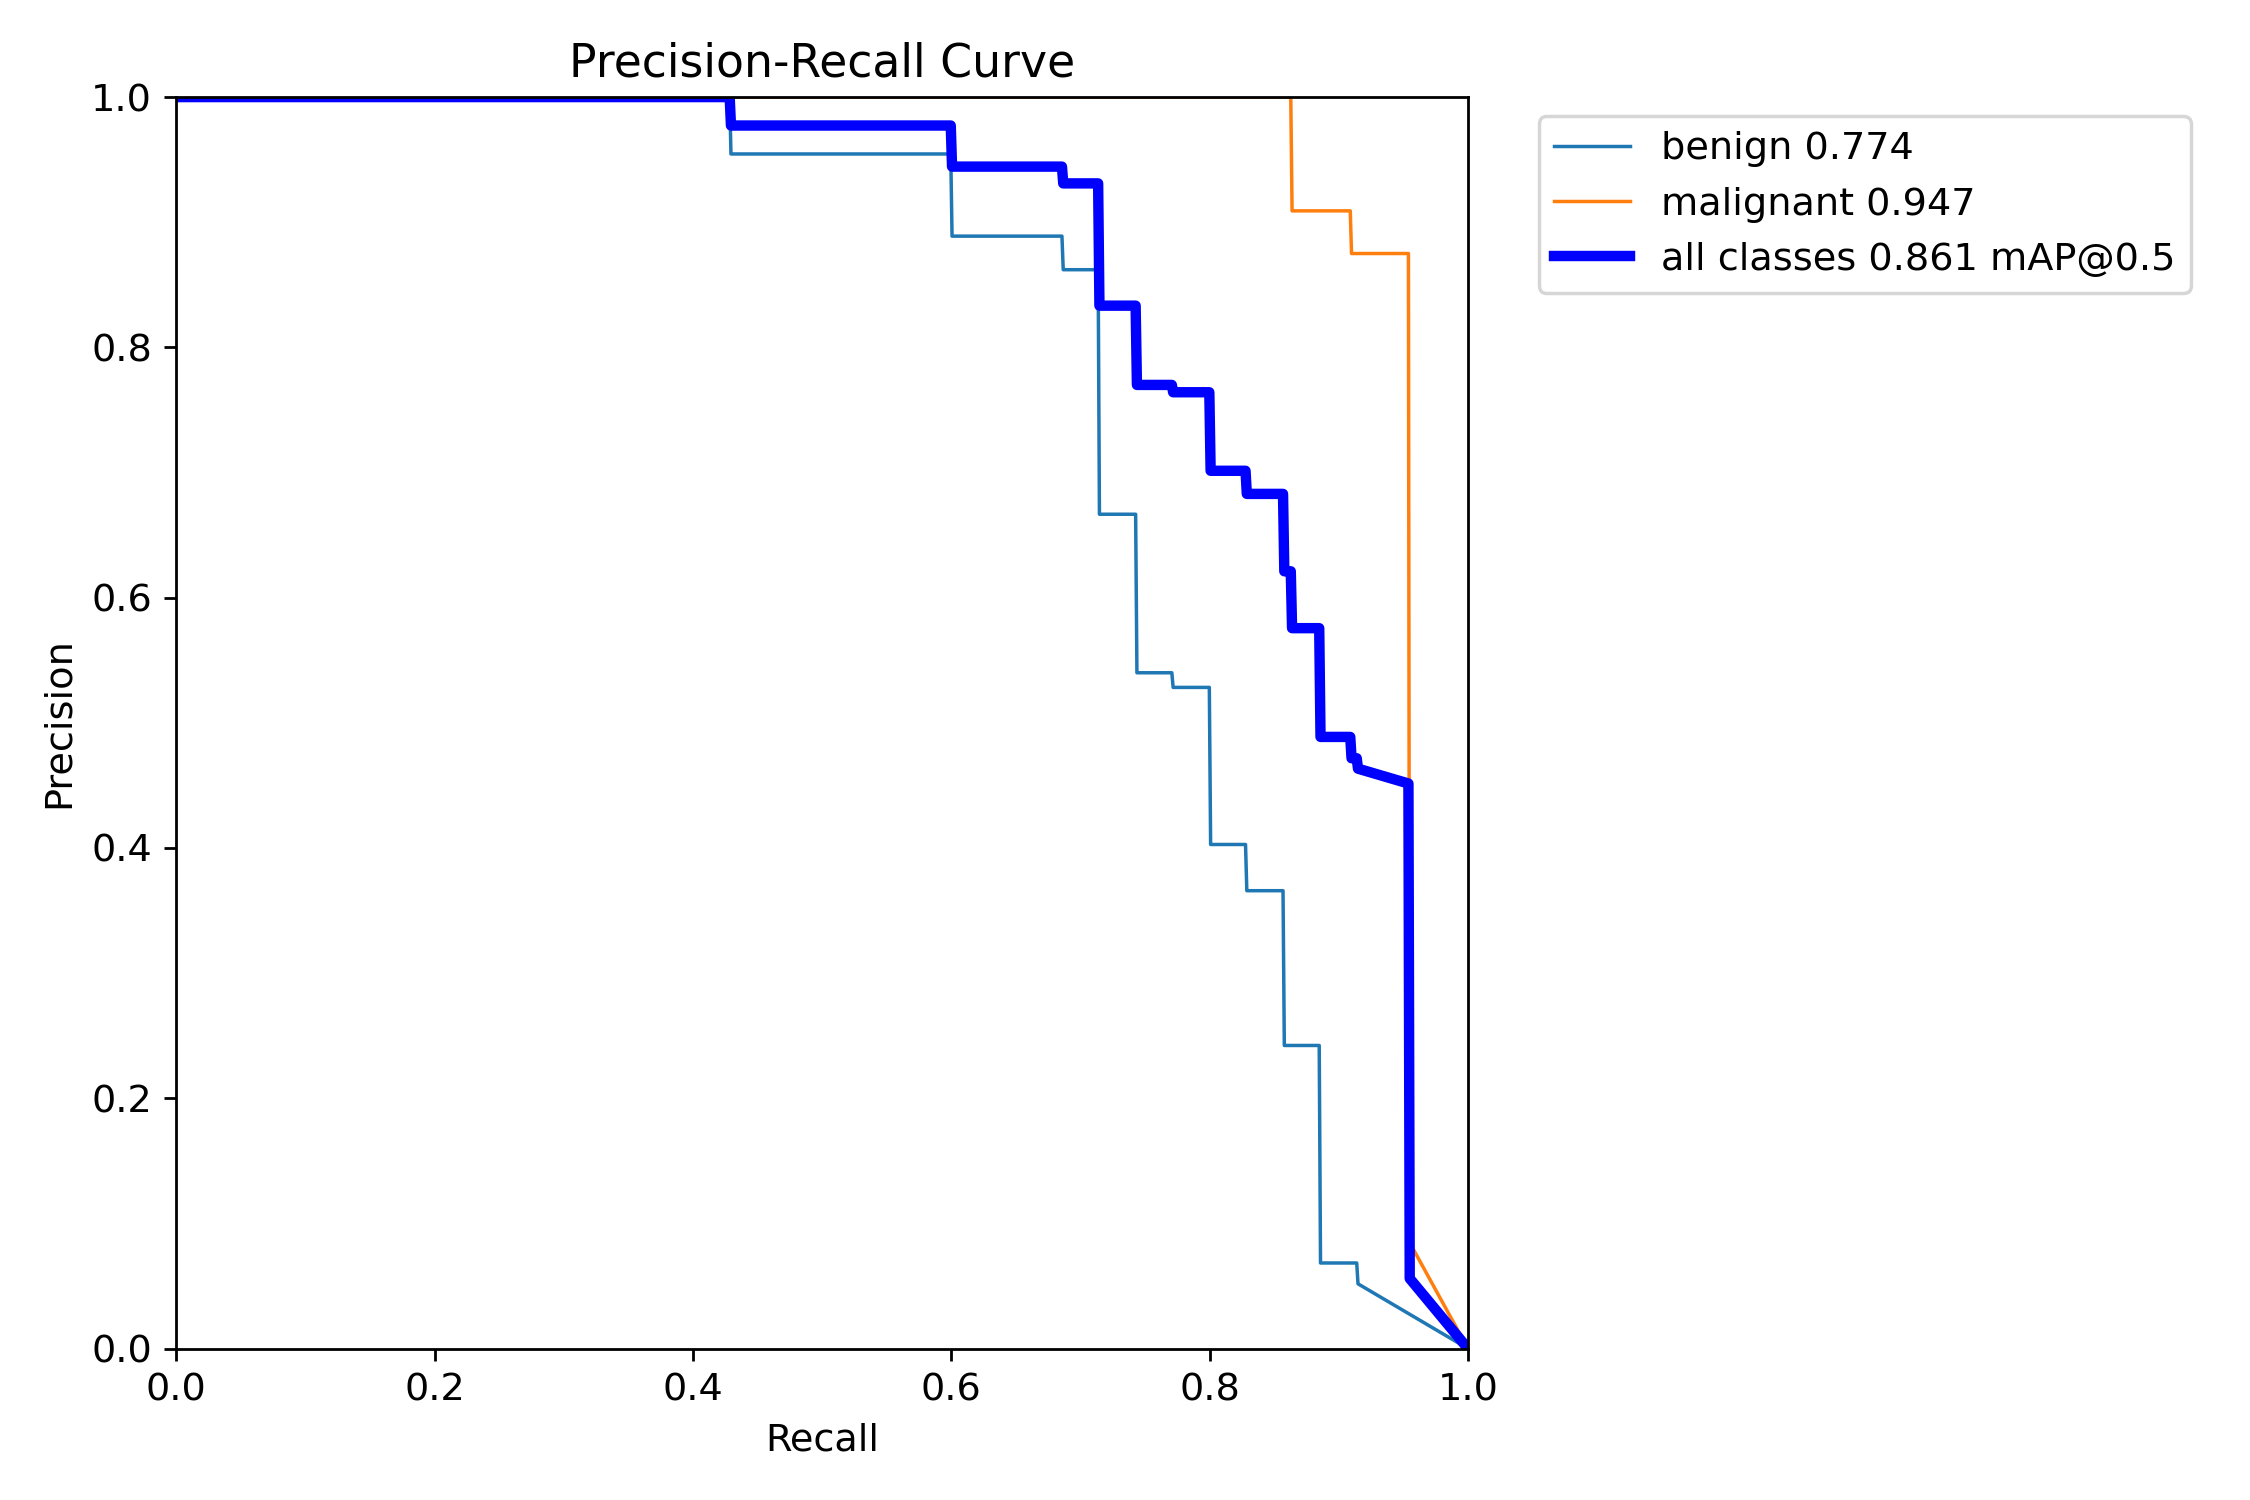 Precision-Recall Curve
1.0
0.8
0.6
0.4
0.2
0.0
Precision
0.0 0.2 0.4 0.6 0.8 1.0
Recall
benign 0.774
malignant 0.947
all classes 0.861 mAP@0.5